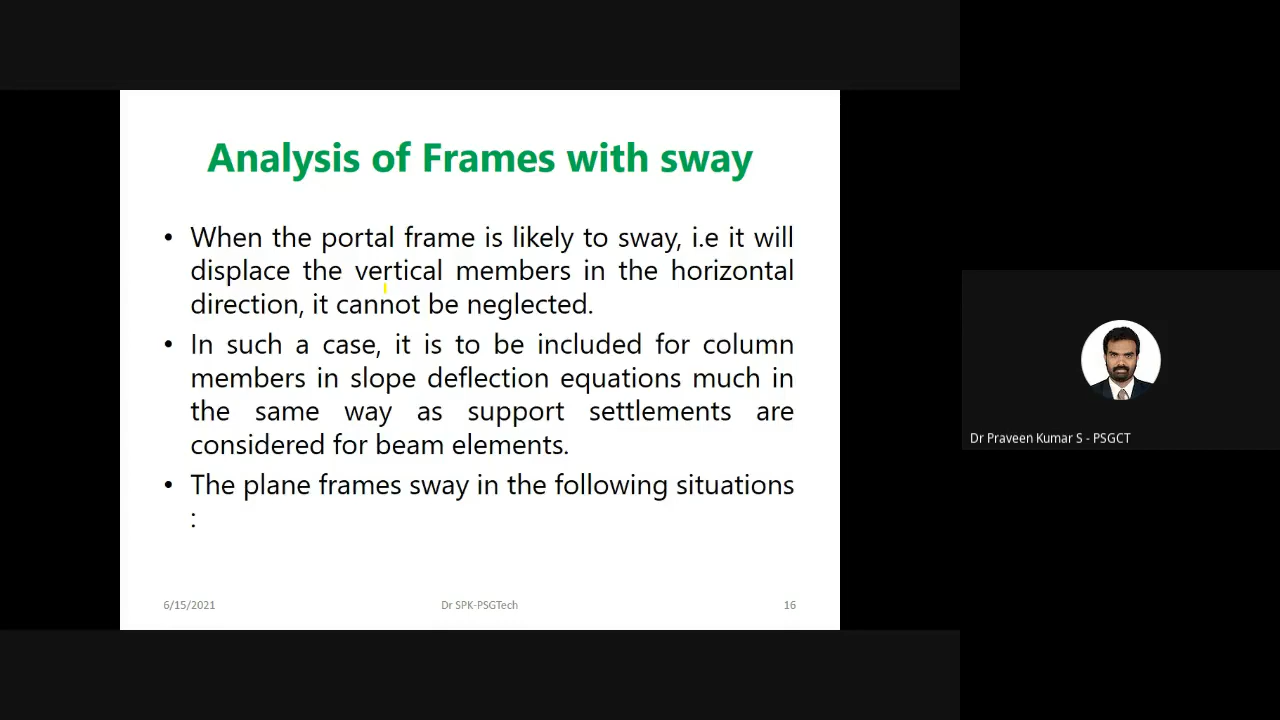 Analysis of Frames with sway
• When the portal frame is likely to sway, i.e it will
displace the vertical members in the horizontal
direction, it cannot be neglected.
• In such a case, it is to be included for column
members in slope deflection equations much in
the same way as support settlements are
considered for beam elements.
• The plane frames sway in the following situations
:
6/15/2021
Dr SPK-PSGTech
16
Dr Praveen Kumar S - PSGCT